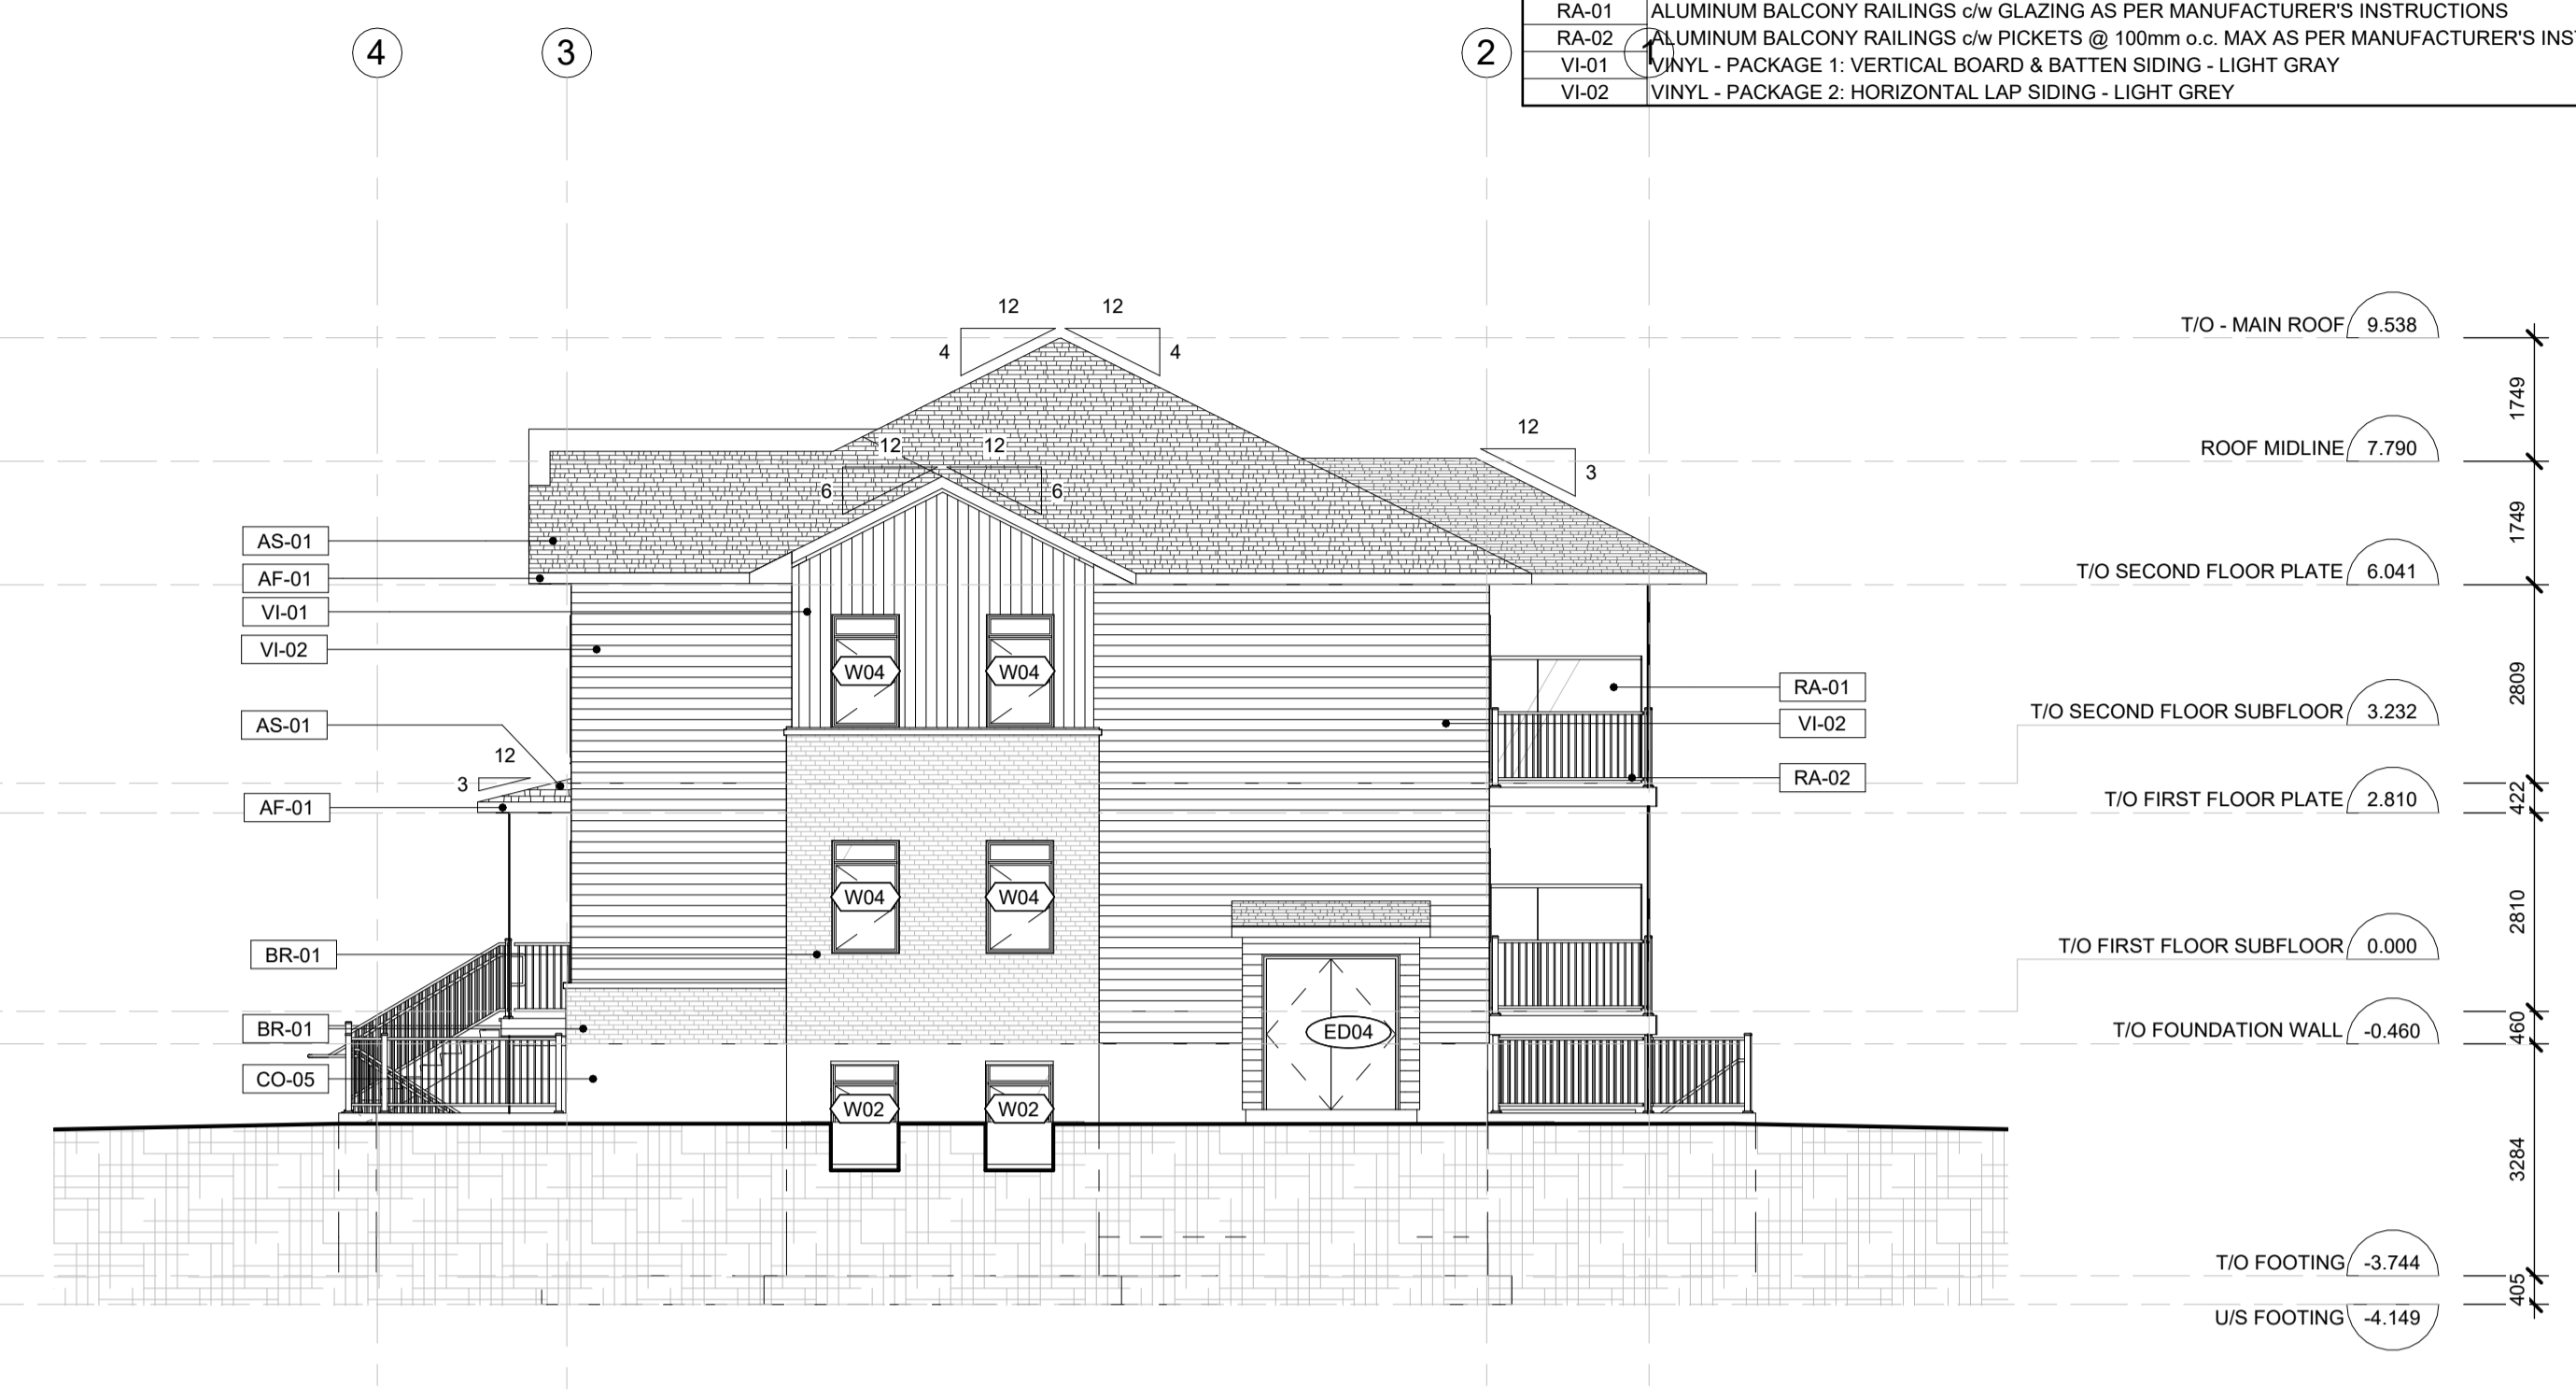 RA-01 ALUMINUM BALCONY RAILINGS c/w GLAZING AS PER MANUFACTURER'S INSTRUCTIONS
RA-02 ALUMINUM BALCONY RAILINGS c/w PICKETS @ 100mm o.c. MAX AS PER MANUFACTURER'S
VI-01 VINYL - PACKAGE 1: VERTICAL BOARD & BATTEN SIDING - LIGHT GRAY
VI-02 VINYL - PACKAGE 2: HORIZONTAL LAP SIDING - LIGHT GREY
4 3 2 1
12 12
4 4
T/O - MAIN ROOF 9.538
1749
12
3
12 12
6 6
ROOF MIDLINE 7.790
1749
AS-01
AF-01
T/O SECOND FLOOR PLATE 6.041
VI-01
VI-02
W04 W04
RA-01
2809
AS-01
VI-02
T/O SECOND FLOOR SUBFLOOR 3.232
12
3
RA-02
422
AF-01
T/O FIRST FLOOR PLATE 2.810
W04 W04
2810
BR-01
T/O FIRST FLOOR SUBFLOOR 0.000
BR-01
ED04
460
T/O FOUNDATION WALL -0.460
CO-05
W02 W02
3284
T/O FOOTING -3.744
405
U/S FOOTING -4.149